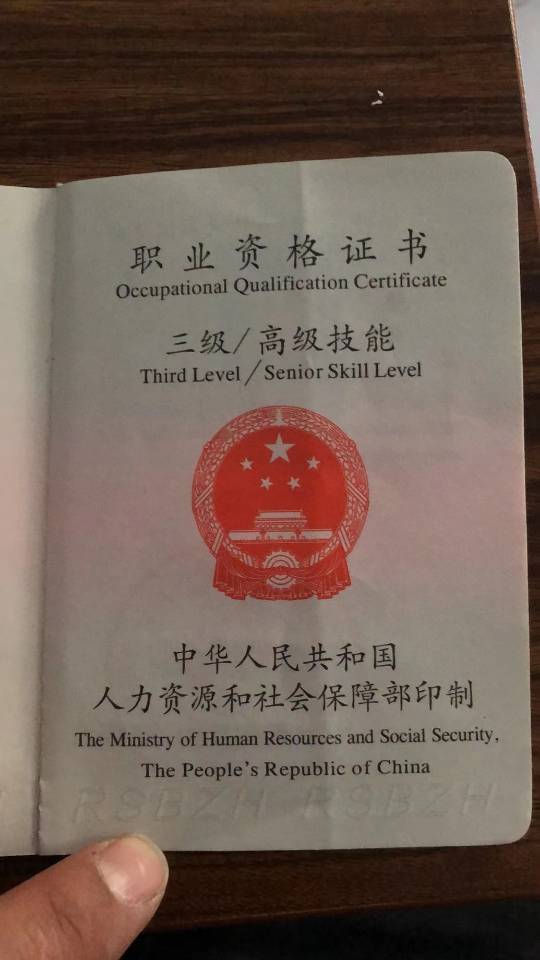 职业资格证书
Occupational Qualification Certificate
三级/高级技能
Third Level/Senior Skill Level
中华人民共和国
人力资源和社会保障部印制
The Ministry of Human Resources and Social Security,
The People's Republic of China
RSBZH RSBZH